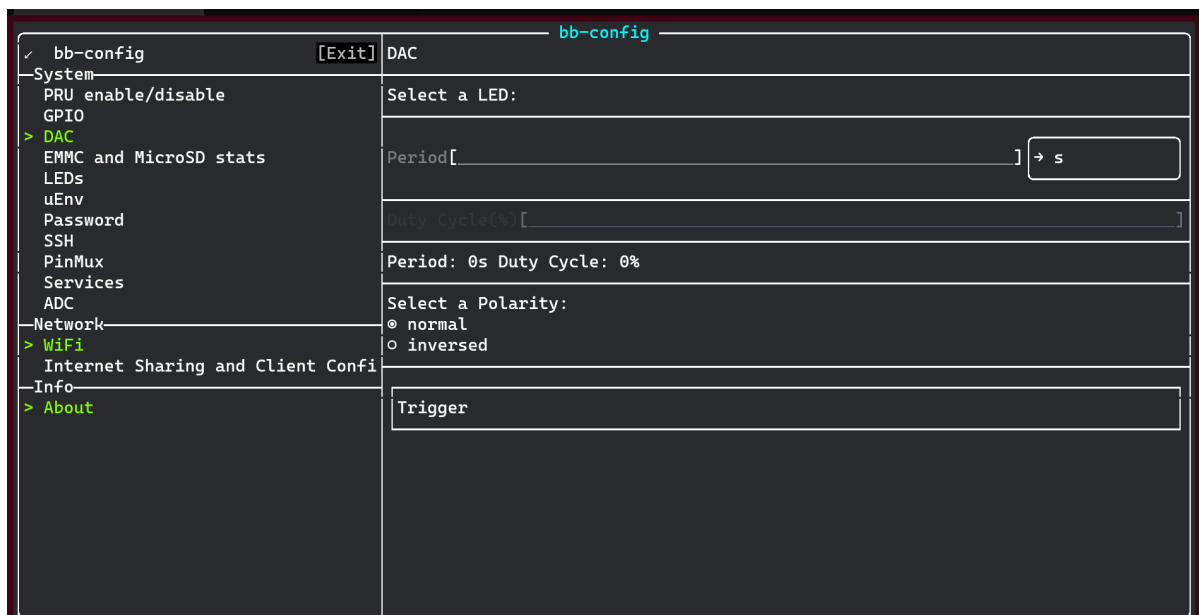 bb-config
✓ bb-config [Exit]
System
PRU enable/disable
GPIO
> DAC
EMMC and MicroSD stats
LEDs
uEnv
Password
SSH
PinMux
Services
ADC
Network
> WiFi
Internet Sharing and Client Confi
Info
> About
DAC
Select a LED:
Period[ ] → s
Duty Cycle(%)[ ]
Period: 0s Duty Cycle: 0%
Select a Polarity:
◉ normal
○ inversed
Trigger